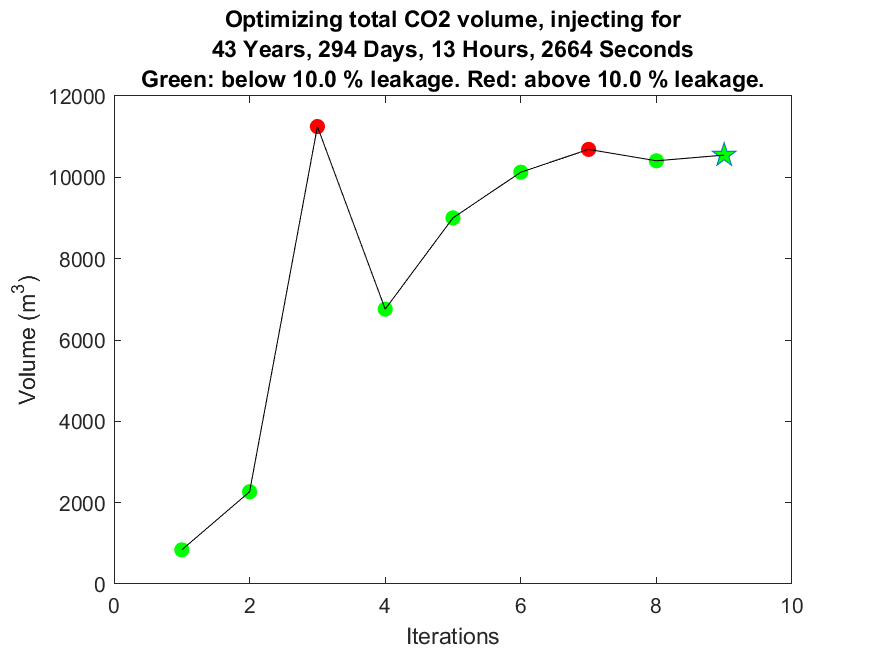 Optimizing total CO2 volume, injecting for
43 Years, 294 Days, 13 Hours, 2664 Seconds
Green: below 10.0 % leakage. Red: above 10.0 % leakage.
12000
10000
8000
6000
4000
2000
0
Volume (m³)
0 2 4 6 8 10
Iterations